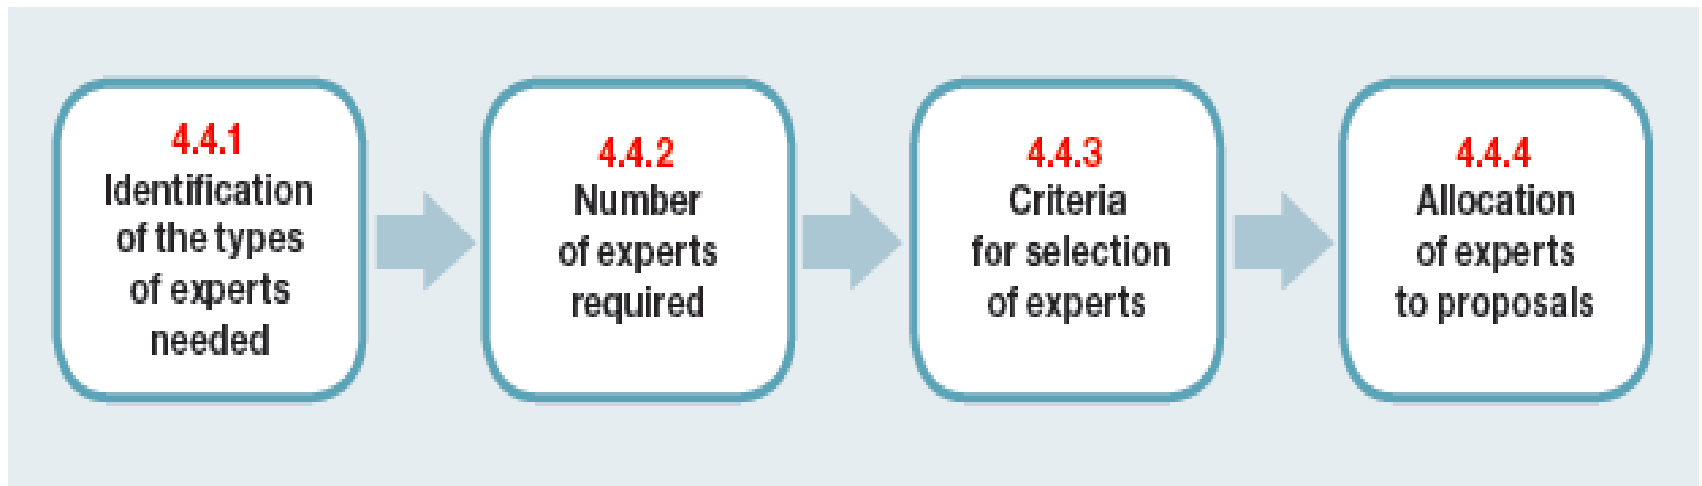 4.4.1
Identification
of the types
of experts
needed
4.4.2
Number
of experts
required
4.4.3
Criteria
for selection
of experts
4.4.4
Allocation
of experts
to proposals